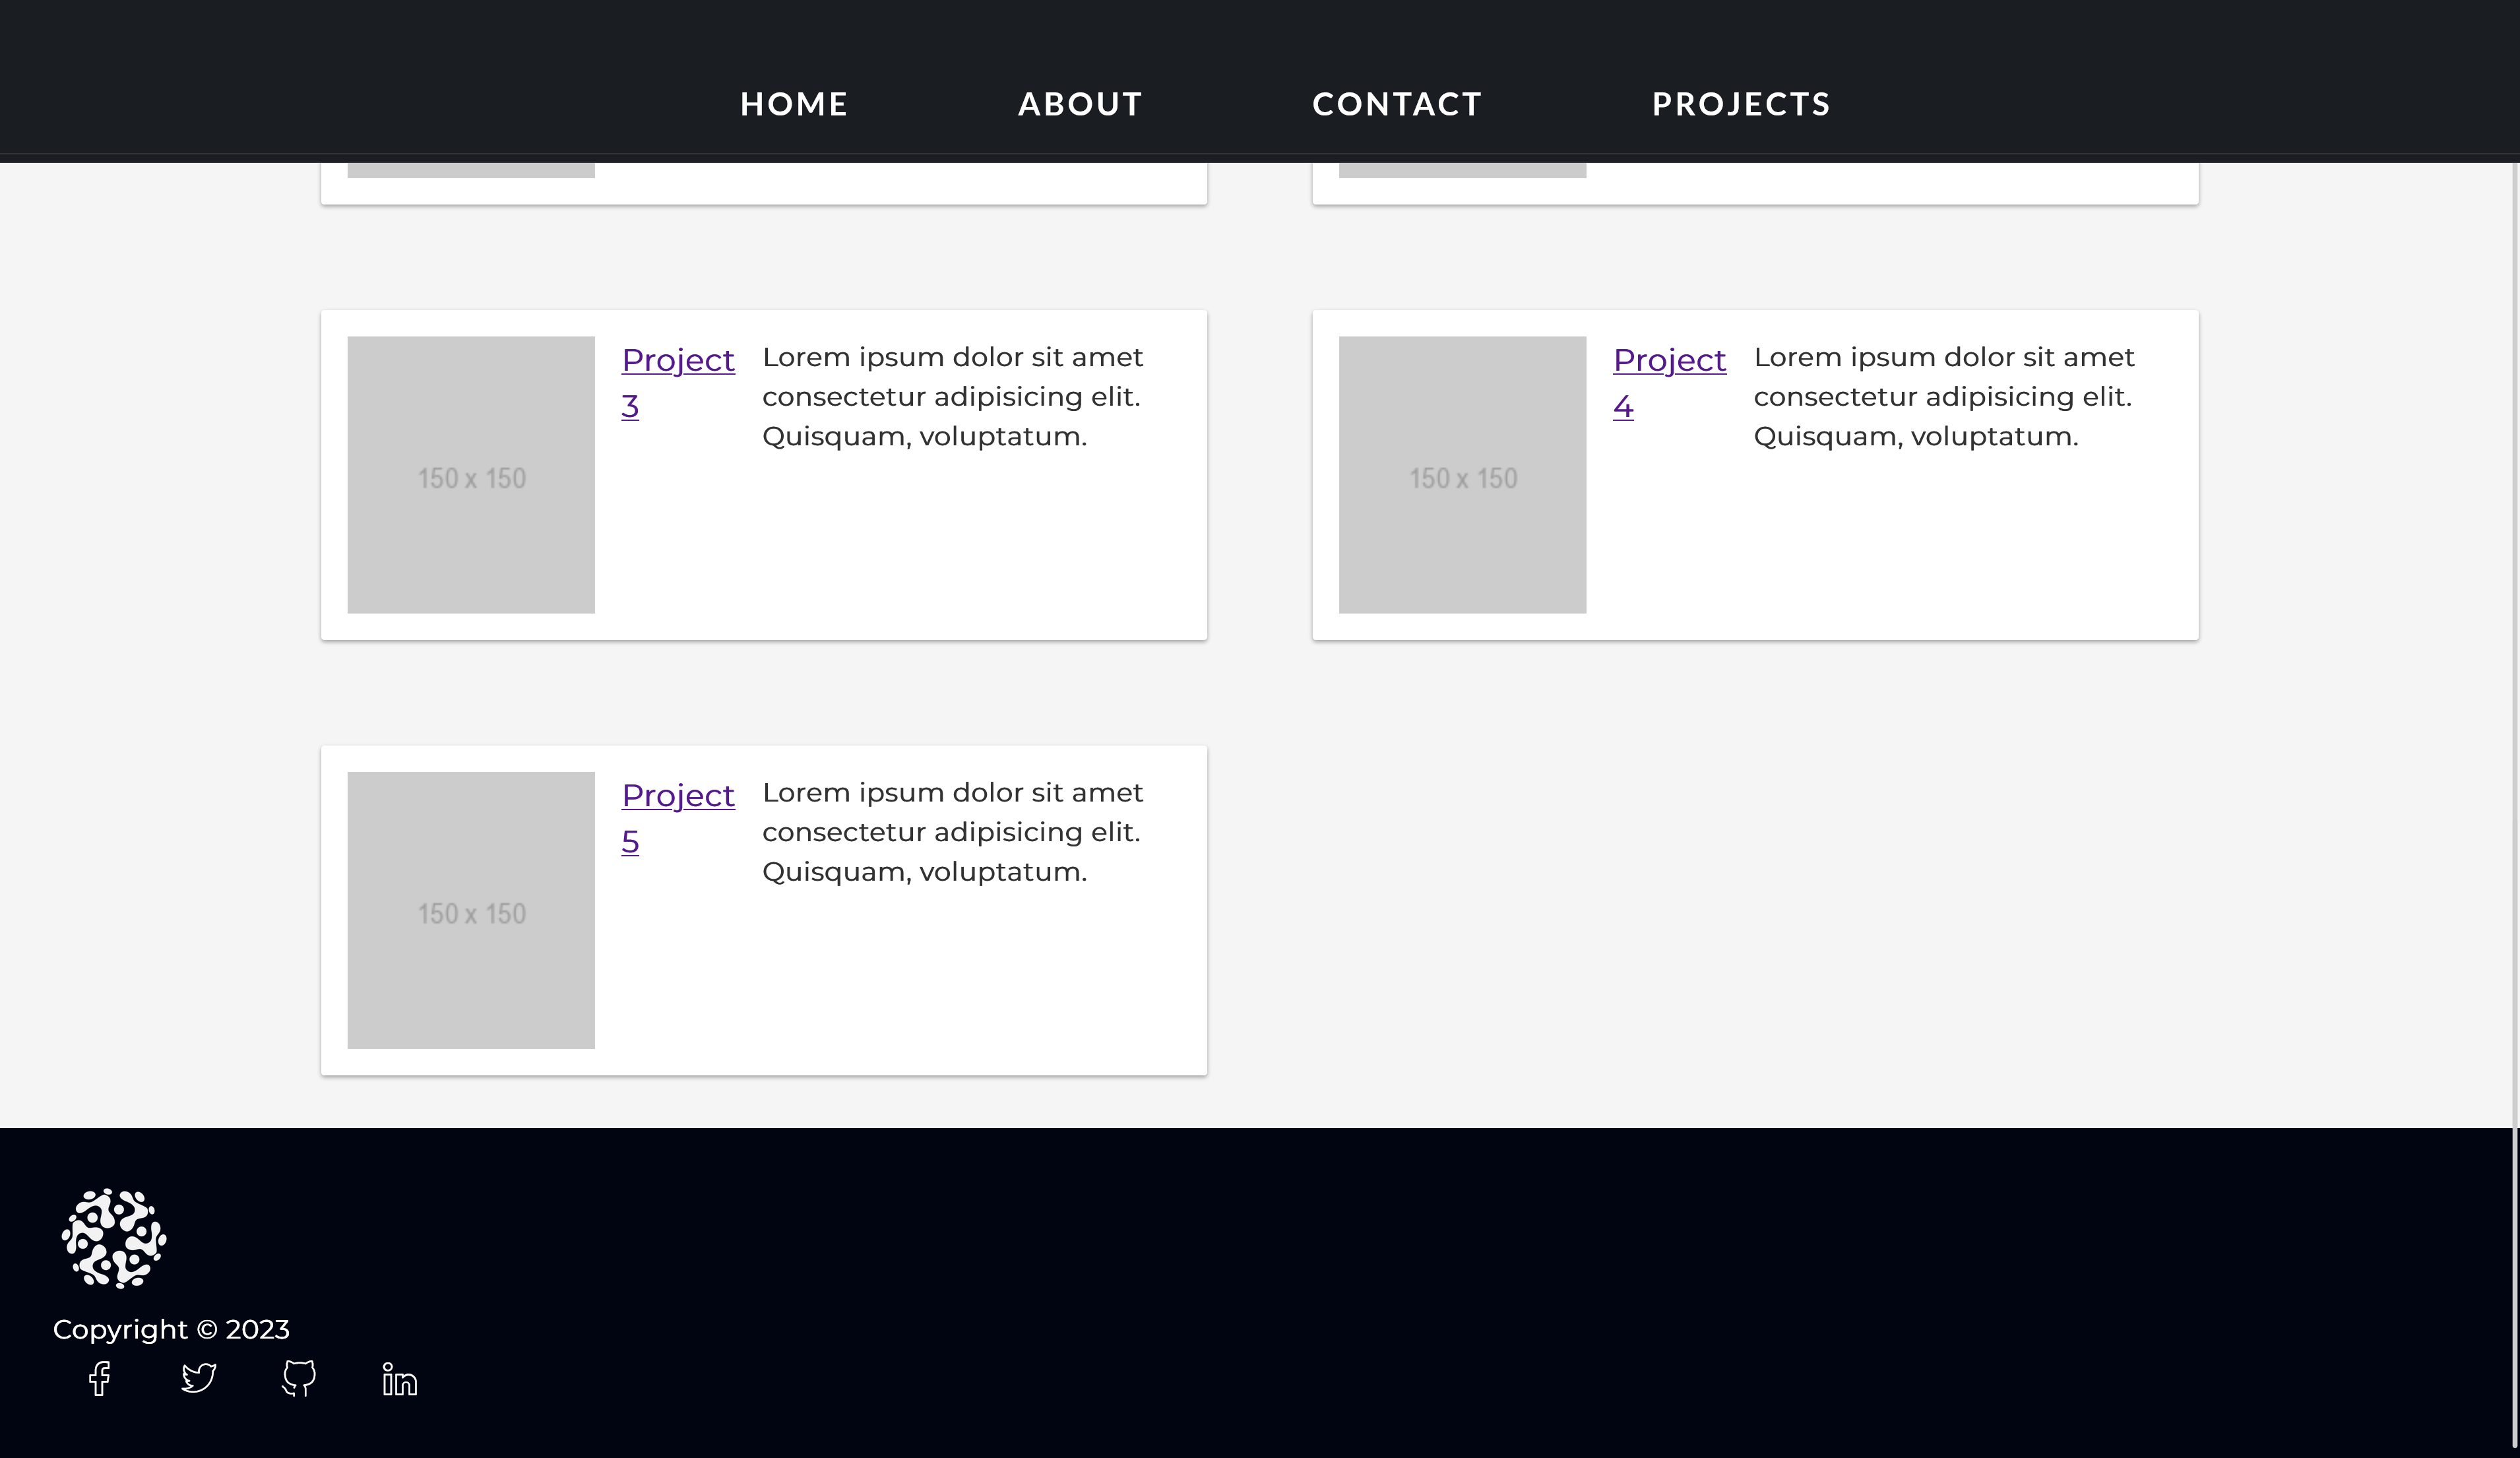 HOME ABOUT CONTACT PROJECTS
150 x 150
Project
3
Lorem ipsum dolor sit amet
consectetur adipisicing elit.
Quisquam, voluptatum.
150 x 150
Project
4
Lorem ipsum dolor sit amet
consectetur adipisicing elit.
Quisquam, voluptatum.
150 x 150
Project
5
Lorem ipsum dolor sit amet
consectetur adipisicing elit.
Quisquam, voluptatum.
Copyright © 2023